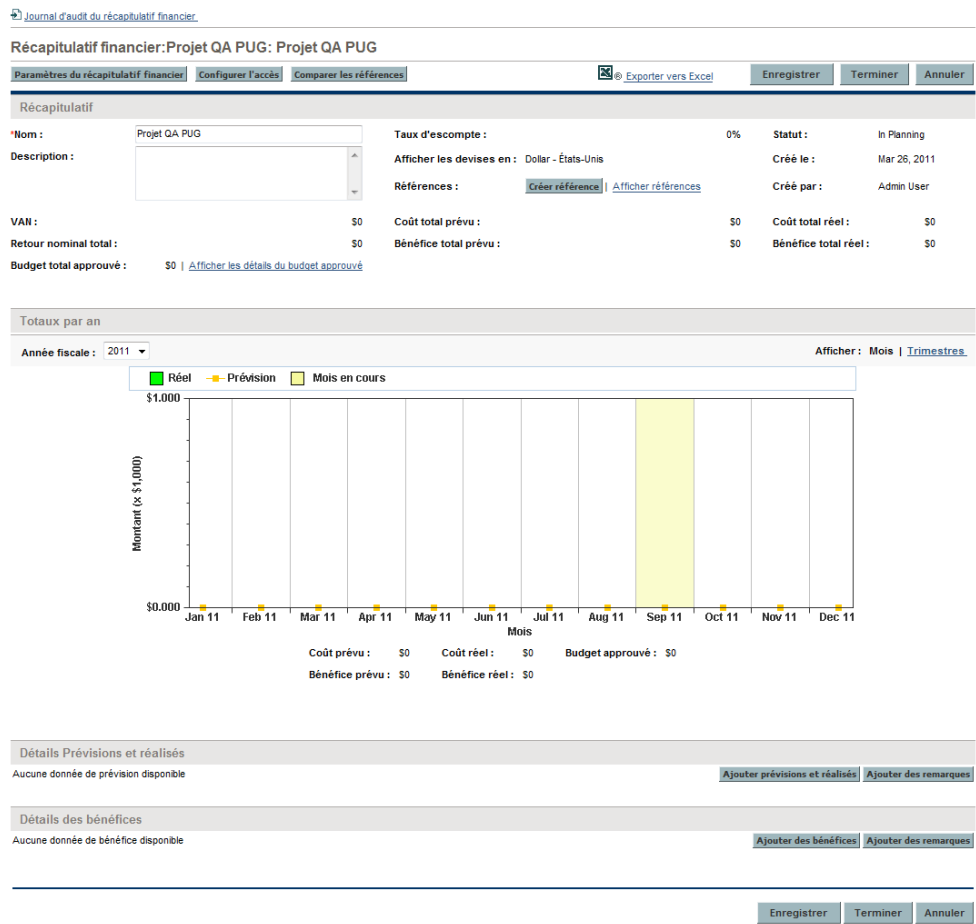 Journal d'audit du récapitulatif financier
Récapitulatif financier:Projet QA PUG: Projet QA PUG
Paramètres du récapitulatif financier Configurer l'accès Comparer les références ® Exporter vers Excel Enregistrer Terminer Annuler
Récapitulatif
*Nom : Projet QA PUG Taux d'escompte : 0% Statut : In Planning
Description : Afficher les devises en : Dollar - États-Unis Créé le : Mar 26, 2011
Références : Créer référence | Afficher références Créé par : Admin User
VAN : $0 Coût total prévu : $0 Coût total réel : $0
Retour nominal total : $0 Bénéfice total prévu : $0 Bénéfice total réel : $0
Budget total approuvé : $0 | Afficher les détails du budget approuvé
Totaux par an
Année fiscale : 2011 Afficher : Mois | Trimestres
Réel Prévision Mois en cours
$1.000
Montant (x $1,000)
$0.000
Jan 11 Feb 11 Mar 11 Apr 11 May 11 Jun 11 Jul 11 Aug 11 Sep 11 Oct 11 Nov 11 Dec 11
Mois
Coût prévu : $0 Coût réel : $0 Budget approuvé : $0
Bénéfice prévu : $0 Bénéfice réel : $0
Détails Prévisions et réalisés
Aucune donnée de prévision disponible Ajouter prévisions et réalisés Ajouter des remarques
Détails des bénéfices
Aucune donnée de bénéfice disponible Ajouter des bénéfices Ajouter des remarques
Enregistrer Terminer Annuler